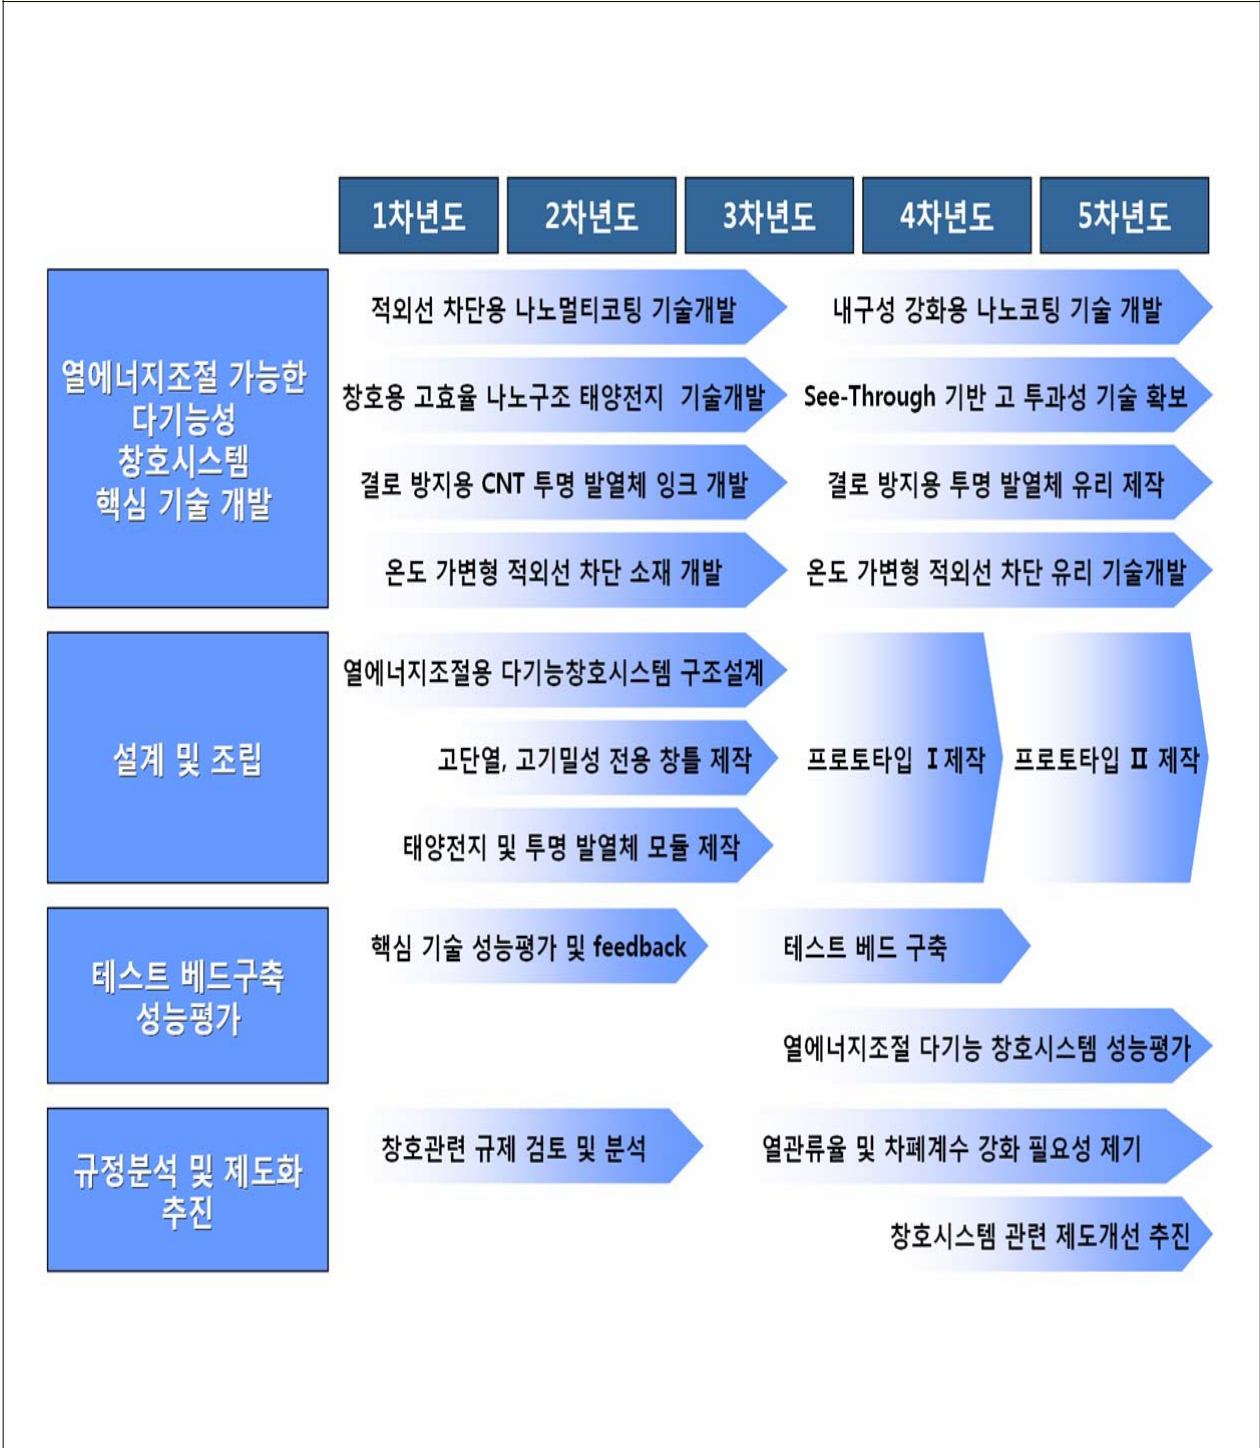 1차년도 2차년도 3차년도 4차년도 5차년도
열에너지조절 가능한
다기능성
창호시스템
핵심 기술 개발
적외선 차단용 나노멀티코팅 기술개발
내구성 강화용 나노코팅 기술 개발
창호용 고효율 나노구조 태양전지 기술개발
See-Through 기반 고 투과성 기술 확보
결로 방지용 CNT 투명 발열체 잉크 개발
결로 방지용 투명 발열체 유리 제작
온도 가변형 적외선 차단 소재 개발
온도 가변형 적외선 차단 유리 기술개발
설계 및 조립
열에너지조절용 다기능창호시스템 구조설계
고단열, 고기밀성 전용 창틀 제작
태양전지 및 투명 발열체 모듈 제작
프로토타입 Ⅰ 제작
프로토타입 Ⅱ 제작
테스트 베드구축
성능평가
핵심 기술 성능평가 및 feedback
테스트 베드 구축
열에너지조절 다기능 창호시스템 성능평가
규정분석 및 제도화
추진
창호관련 규제 검토 및 분석
열관류율 및 차폐계수 강화 필요성 제기
창호시스템 관련 제도개선 추진